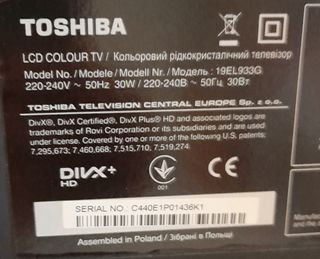 TOSHIBA
LCD COLOUR TV / Кольоровий рідкокристалічний телевізор
Model No. / Modele / Modell Nr. / Модель : 19EL933G
220-240V ~ 50Hz 30W / 220-240В ~ 50Гц 30Вт
TOSHIBA TELEVISION CENTRAL EUROPE Sp. z o.o.
DivX®, DivX Certified®, DivX Plus® HD and associated logos are
trademarks of Rovi Corporation or its subsidiaries and are used
under license.
Covered by one or more of the following U.S. patents:
7,295,673; 7,460,668; 7,515,710; 7,519,274
DIVX+
HD
001
SERIAL NO.: C440E1P01436K1
Assembled in Poland / Зібрані в Польщі